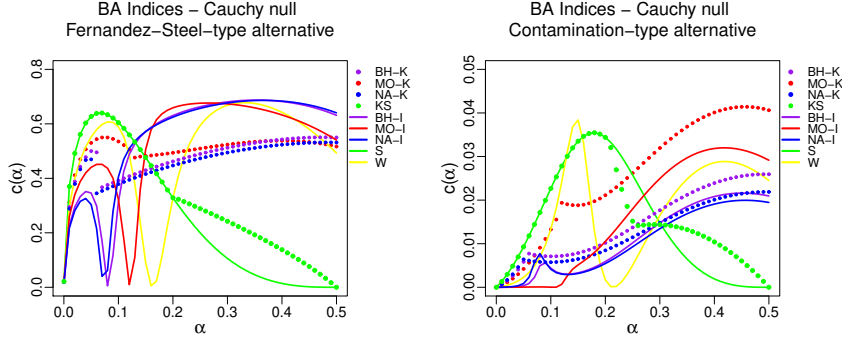 BA Indices − Cauchy null
Fernandez−Steel−type alternative
c(α)
0.8
0.6
0.4
0.2
0.0
0.0 0.1 0.2 0.3 0.4 0.5
α
BH−K
MO−K
NA−K
KS
BH−I
MO−I
NA−I
S
W
BA Indices − Cauchy null
Contamination−type alternative
c(α)
0.05
0.04
0.03
0.02
0.01
0.00
0.0 0.1 0.2 0.3 0.4 0.5
α
BH−K
MO−K
NA−K
KS
BH−I
MO−I
NA−I
S
W